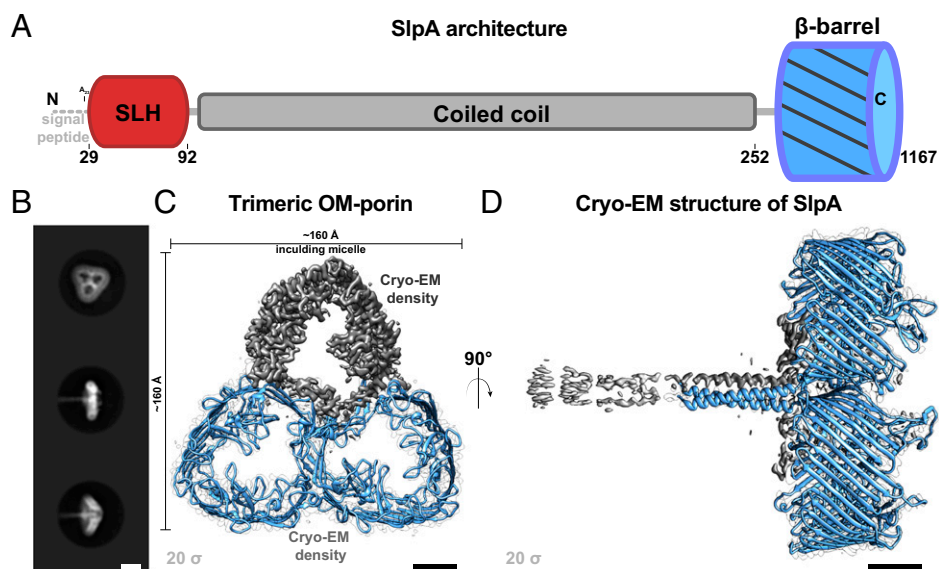 A
SlpA architecture
β-barrel
N
signal
peptide
SLH
Coiled coil
C
29
92
252
1167
B
C
Trimeric OM-porin
D
Cryo-EM structure of SlpA
~160 Å
inculding micelle
Cryo-EM
density
~160 Å
90°
Cryo-EM
density
20 σ
20 σ